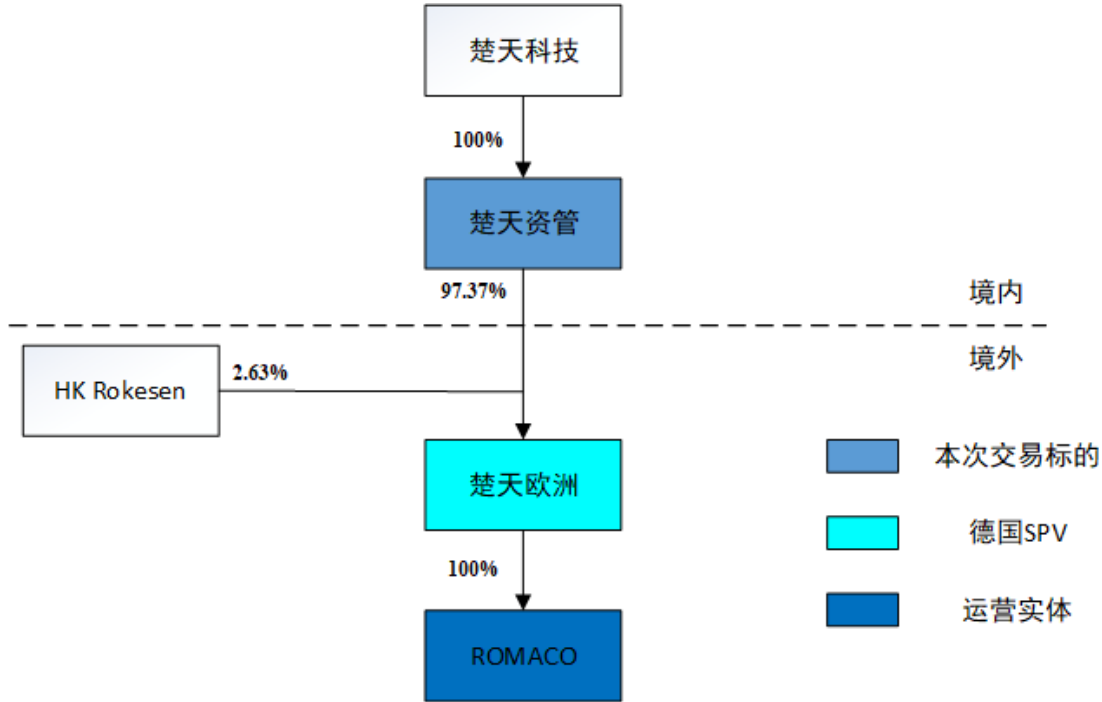 楚天科技
100%
楚天资管
97.37%
境内
境外
HK Rokesen
2.63%
楚天欧洲
本次交易标的
德国SPV
100%
运营实体
ROMACO